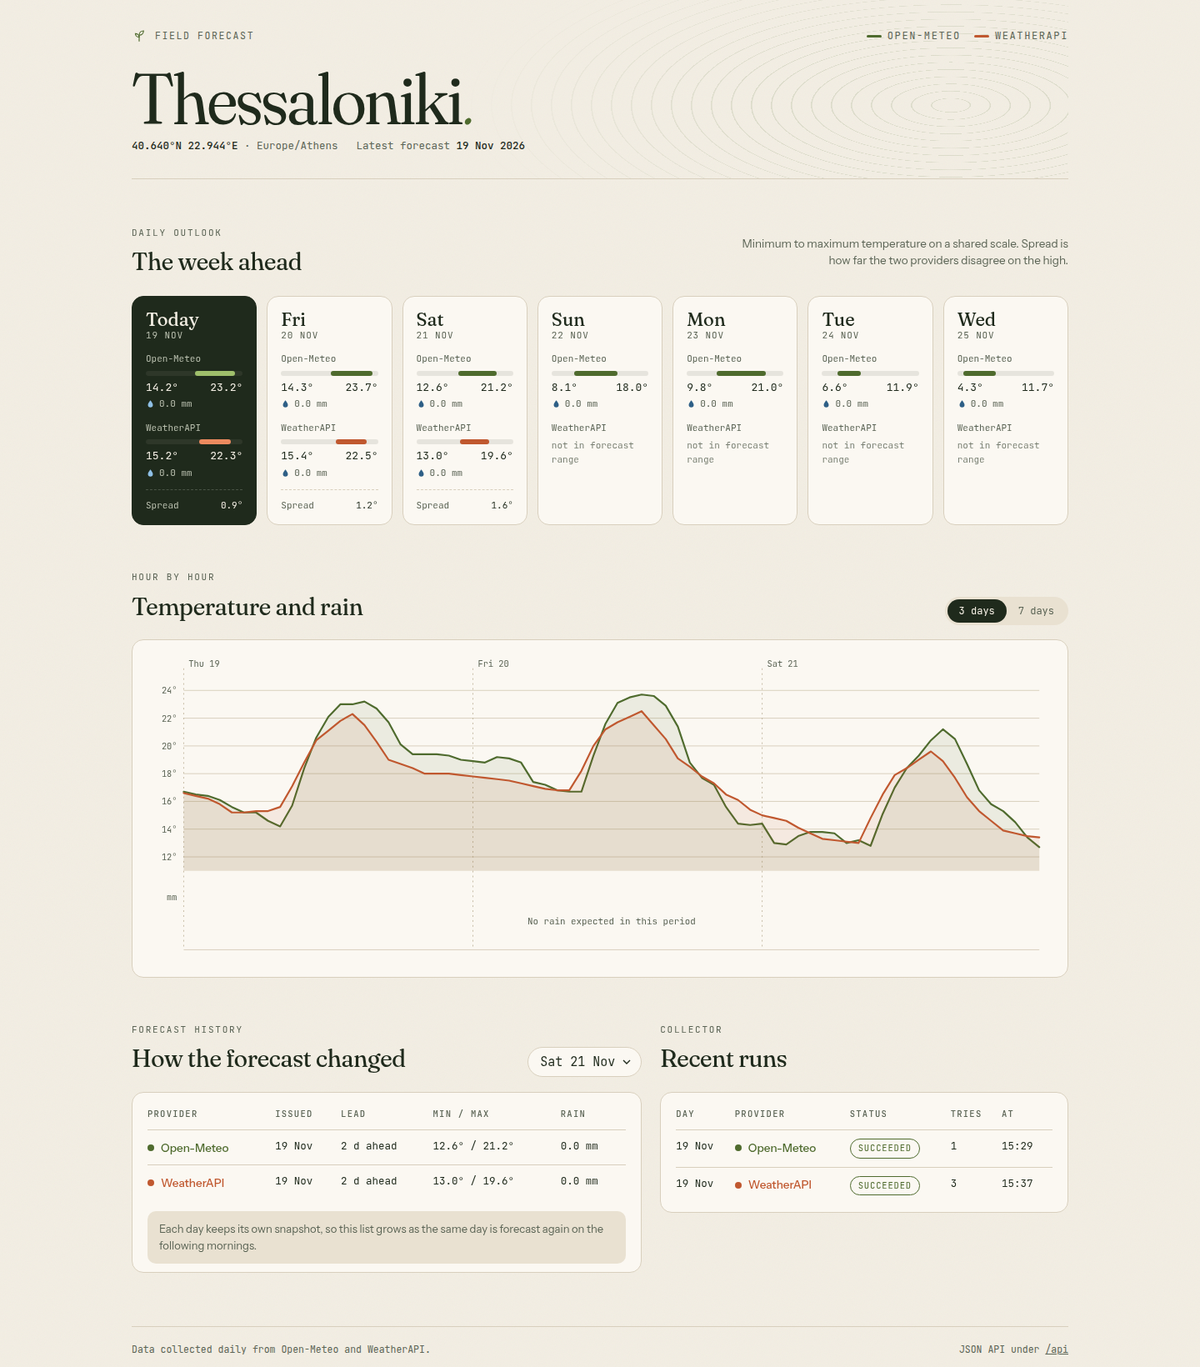 FIELD FORECAST
OPEN-METEO WEATHERAPI
Thessaloniki.
40.640°N 22.944°E · Europe/Athens Latest forecast 19 Nov 2026
DAILY OUTLOOK
The week ahead
Minimum to maximum temperature on a shared scale. Spread is
how far the two providers disagree on the high.
Today
19 NOV
Open-Meteo
14.2° 23.2°
0.0 mm
WeatherAPI
15.2° 22.3°
0.0 mm
Spread 0.9°
Fri
20 NOV
Open-Meteo
14.3° 23.7°
0.0 mm
WeatherAPI
15.4° 22.5°
0.0 mm
Spread 1.2°
Sat
21 NOV
Open-Meteo
12.6° 21.2°
0.0 mm
WeatherAPI
13.0° 19.6°
0.0 mm
Spread 1.6°
Sun
22 NOV
Open-Meteo
8.1° 18.0°
0.0 mm
WeatherAPI
not in forecast
range
Mon
23 NOV
Open-Meteo
9.8° 21.0°
0.0 mm
WeatherAPI
not in forecast
range
Tue
24 NOV
Open-Meteo
6.6° 11.9°
0.0 mm
WeatherAPI
not in forecast
range
Wed
25 NOV
Open-Meteo
4.3° 11.7°
0.0 mm
WeatherAPI
not in forecast
range
HOUR BY HOUR
Temperature and rain
3 days 7 days
Thu 19 Fri 20 Sat 21
24°
22°
20°
18°
16°
14°
12°
mm
No rain expected in this period
FORECAST HISTORY
How the forecast changed
Sat 21 Nov
PROVIDER ISSUED LEAD MIN / MAX RAIN
Open-Meteo 19 Nov 2 d ahead 12.6° / 21.2° 0.0 mm
WeatherAPI 19 Nov 2 d ahead 13.0° / 19.6° 0.0 mm
Each day keeps its own snapshot, so this list grows as the same day is forecast again on the
following mornings.
COLLECTOR
Recent runs
DAY PROVIDER STATUS TRIES AT
19 Nov Open-Meteo SUCCEEDED 1 15:29
19 Nov WeatherAPI SUCCEEDED 3 15:37
Data collected daily from Open-Meteo and WeatherAPI.
JSON API under /api